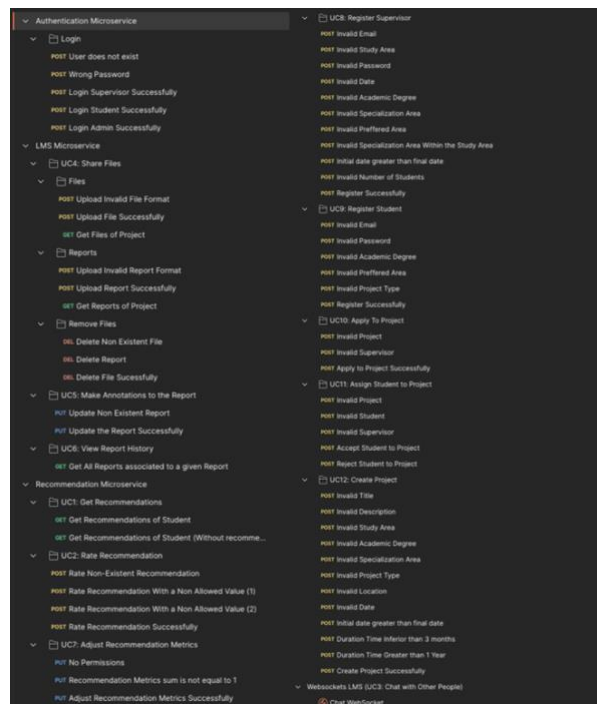 Authentication Microservice
Login
POST User does not exist
POST Wrong Password
POST Login Supervisor Successfully
POST Login Student Successfully
POST Login Admin Successfully
LMS Microservice
UC4: Share Files
Files
POST Upload Invalid File Format
POST Upload File Successfully
GET Get Files of Project
Reports
POST Upload Invalid Report Format
POST Upload Report Successfully
GET Get Reports of Project
Remove Files
DEL Delete Non Existent File
DEL Delete Report
DEL Delete File Sucessfully
UC5: Make Annotations to the Report
PUT Update Non Existent Report
PUT Update the Report Successfully
UC6: View Report History
GET Get All Reports associated to a given Report
Recommendation Microservice
UC1: Get Recommendations
GET Get Recommendations of Student
GET Get Recommendations of Student (Without recomme...
UC2: Rate Recommendation
POST Rate Non-Existent Recommendation
POST Rate Recommendation With a Non Allowed Value (1)
POST Rate Recommendation With a Non Allowed Value (2)
POST Rate Recommendation Successfully
UC7: Adjust Recommendation Metrics
PUT No Permissions
PUT Recommendation Metrics sum is not equal to 1
PUT Adjust Recommendation Metrics Successfully
UC8: Register Supervisor
POST Invalid Email
POST Invalid Study Area
POST Invalid Password
POST Invalid Date
POST Invalid Academic Degree
POST Invalid Specialization Area
POST Invalid Preffered Area
POST Invalid Specialization Area Within the Study Area
POST Initial date greater than final date
POST Invalid Number of Students
POST Register Successfully
UC9: Register Student
POST Invalid Email
POST Invalid Password
POST Invalid Academic Degree
POST Invalid Preffered Area
POST Invalid Project Type
POST Register Successfully
UC10: Apply To Project
POST Invalid Project
POST Invalid Supervisor
POST Apply to Project Successfully
UC11: Assign Student to Project
POST Invalid Project
POST Invalid Student
POST Invalid Supervisor
POST Accept Student to Project
POST Reject Student to Project
UC12: Create Project
POST Invalid Title
POST Invalid Description
POST Invalid Study Area
POST Invalid Academic Degree
POST Invalid Specialization Area
POST Invalid Project Type
POST Invalid Location
POST Invalid Date
POST Initial date greater than final date
POST Duration Time Inferior than 3 months
POST Duration Time Greater than 1 Year
POST Create Project Successfully
Websockets LMS (UC3: Chat with Other People)
Chat WebSocket